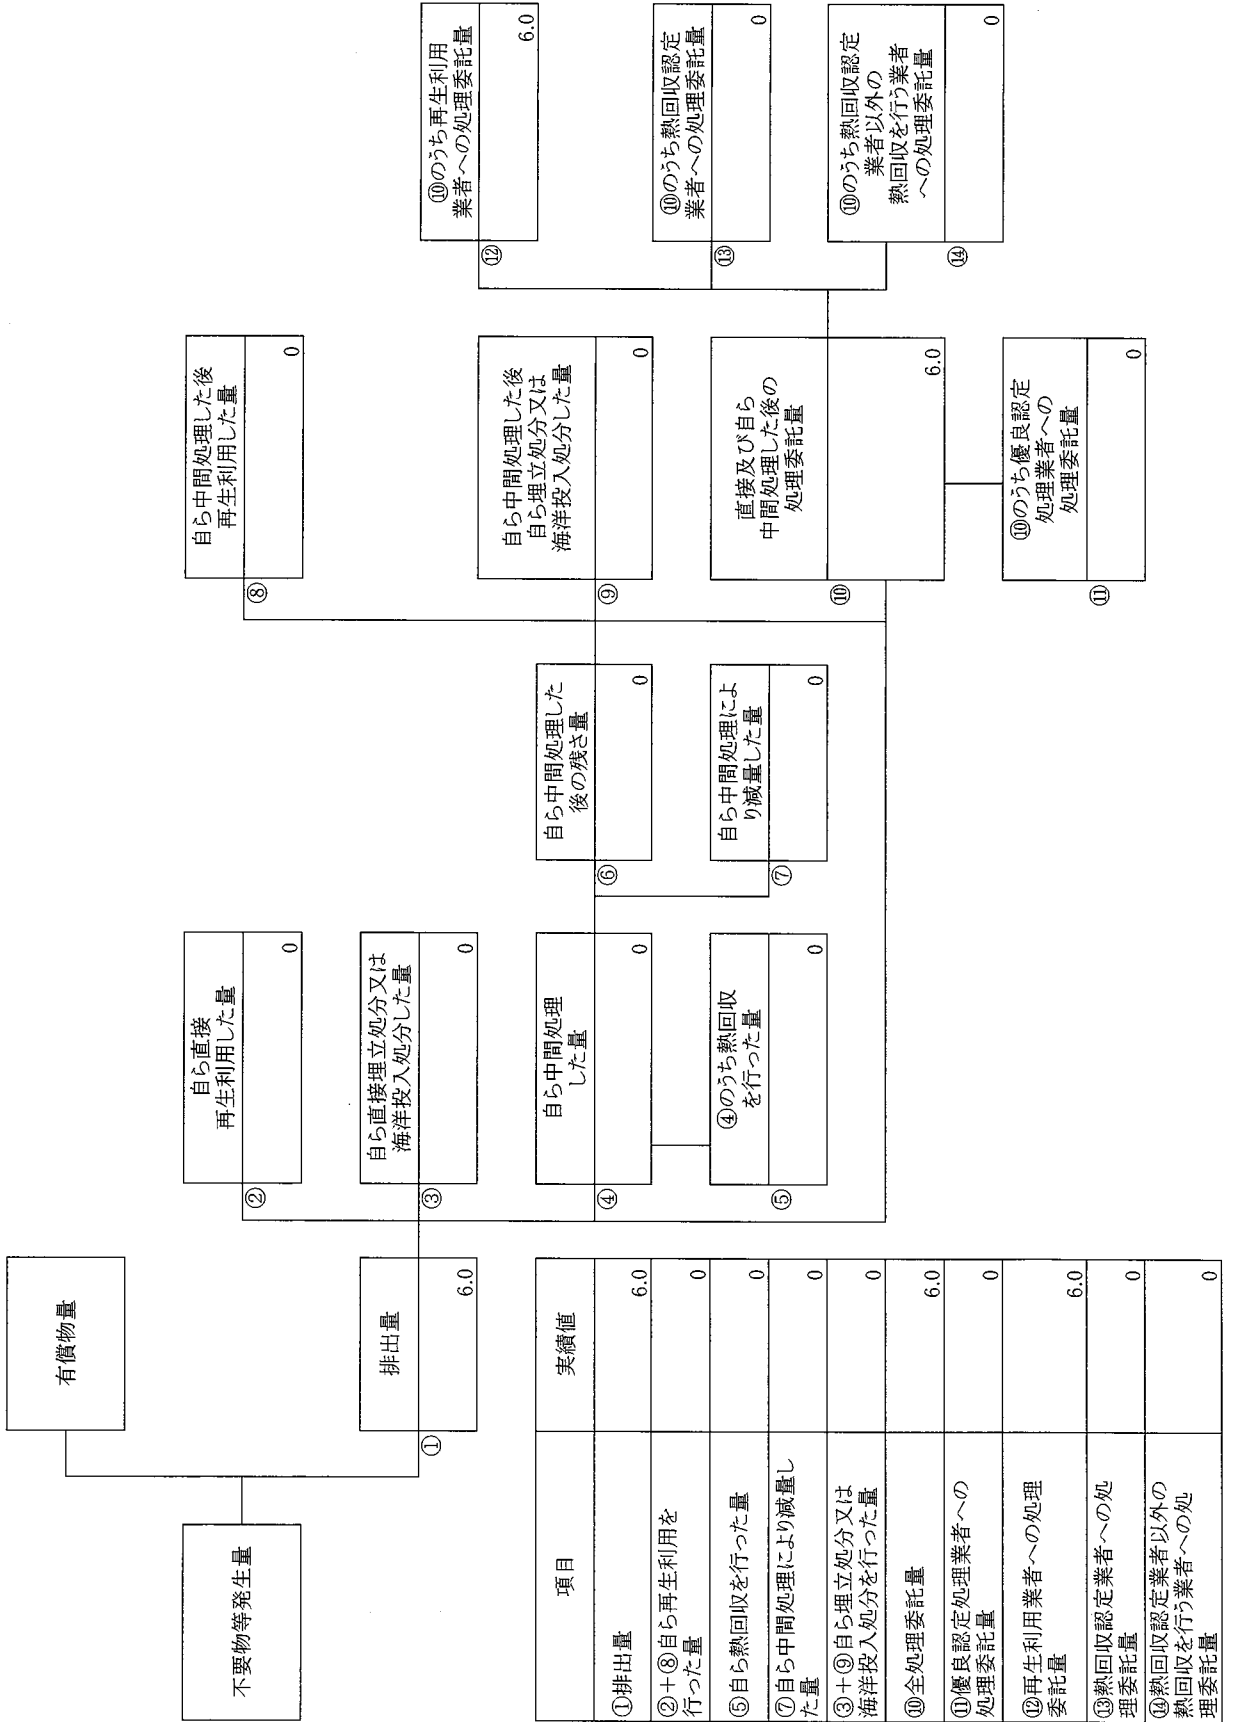 不要物等発生量
有償物量
①
排出量
6.0
②
自ら直接
再生利用した量
0
③
自ら直接埋立処分又は
海洋投入処分した量
0
④
自ら中間処理
した量
0
⑤
④のうち熱回収
を行った量
0
⑥
自ら中間処理した
後の残さ量
0
⑦
自ら中間処理によ
り減量した量
0
⑧
自ら中間処理した後
再生利用した量
0
⑨
自ら中間処理した後
自ら埋立処分又は
海洋投入処分した量
0
⑩
直接及び自ら
中間処理した後の
処理委託量
6.0
⑪
⑩のうち優良認定
処理業者への
処理委託量
0
⑫
⑩のうち再生利用
業者への処理委託量
6.0
⑬
⑩のうち熱回収認定
業者への処理委託量
0
⑭
⑩のうち熱回収認定
業者以外の
熱回収を行う業者
への処理委託量
0
項目 実績値
①排出量 6.0
②+⑧自ら再生利用を 0
行った量
⑤自ら熱回収を行った量 0
⑦自ら中間処理により減量し 0
た量
③+⑨自ら埋立処分又は 0
海洋投入処分を行った量
⑩全処理委託量 6.0
⑪優良認定処理業者への 0
処理委託量
⑫再生利用業者への処理 6.0
委託量
⑬熱回収認定業者への処 0
理委託量
⑭熱回収認定業者以外の 0
熱回収を行う業者への処
理委託量